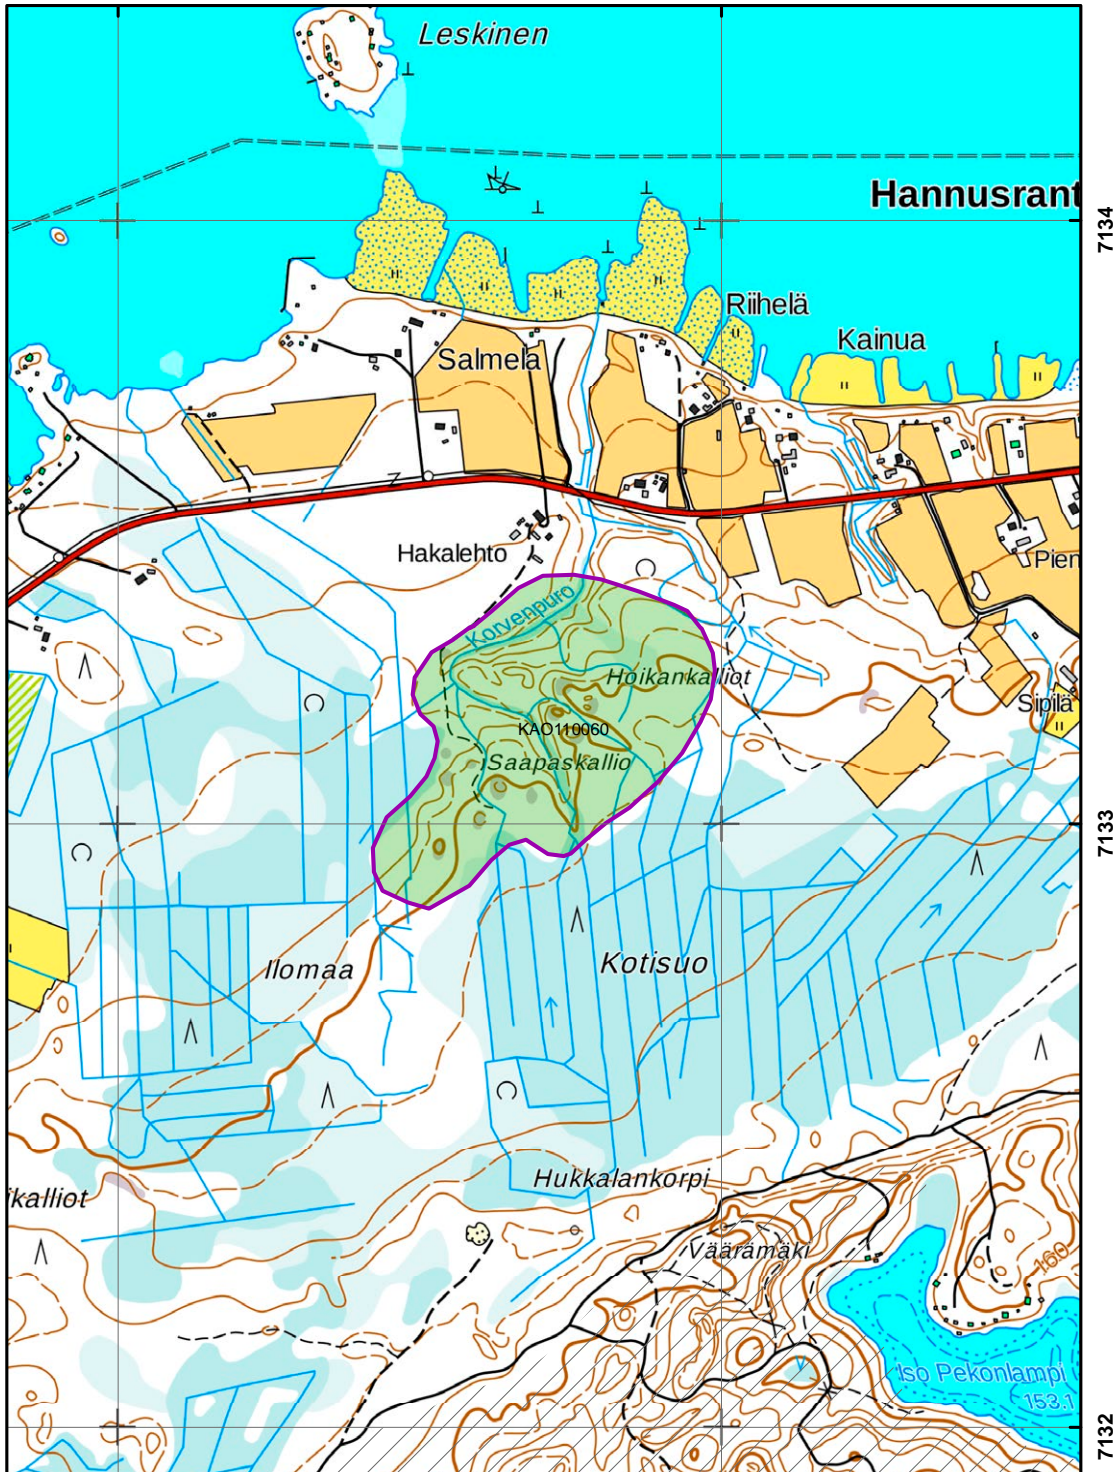 Leskinen
Hannusrant
7134
Riihelä
Kainua
Salmela
Hakalehto
Pien
Korvenpuro
Hoikankalliot
Sipilä
KAO110060
Saapaskallio
7133
Ilomaa
Kotisuo
Hukkalankorpi
ikalliot
Väärämäki
160
Iso Pekonlampi
153.1
7132